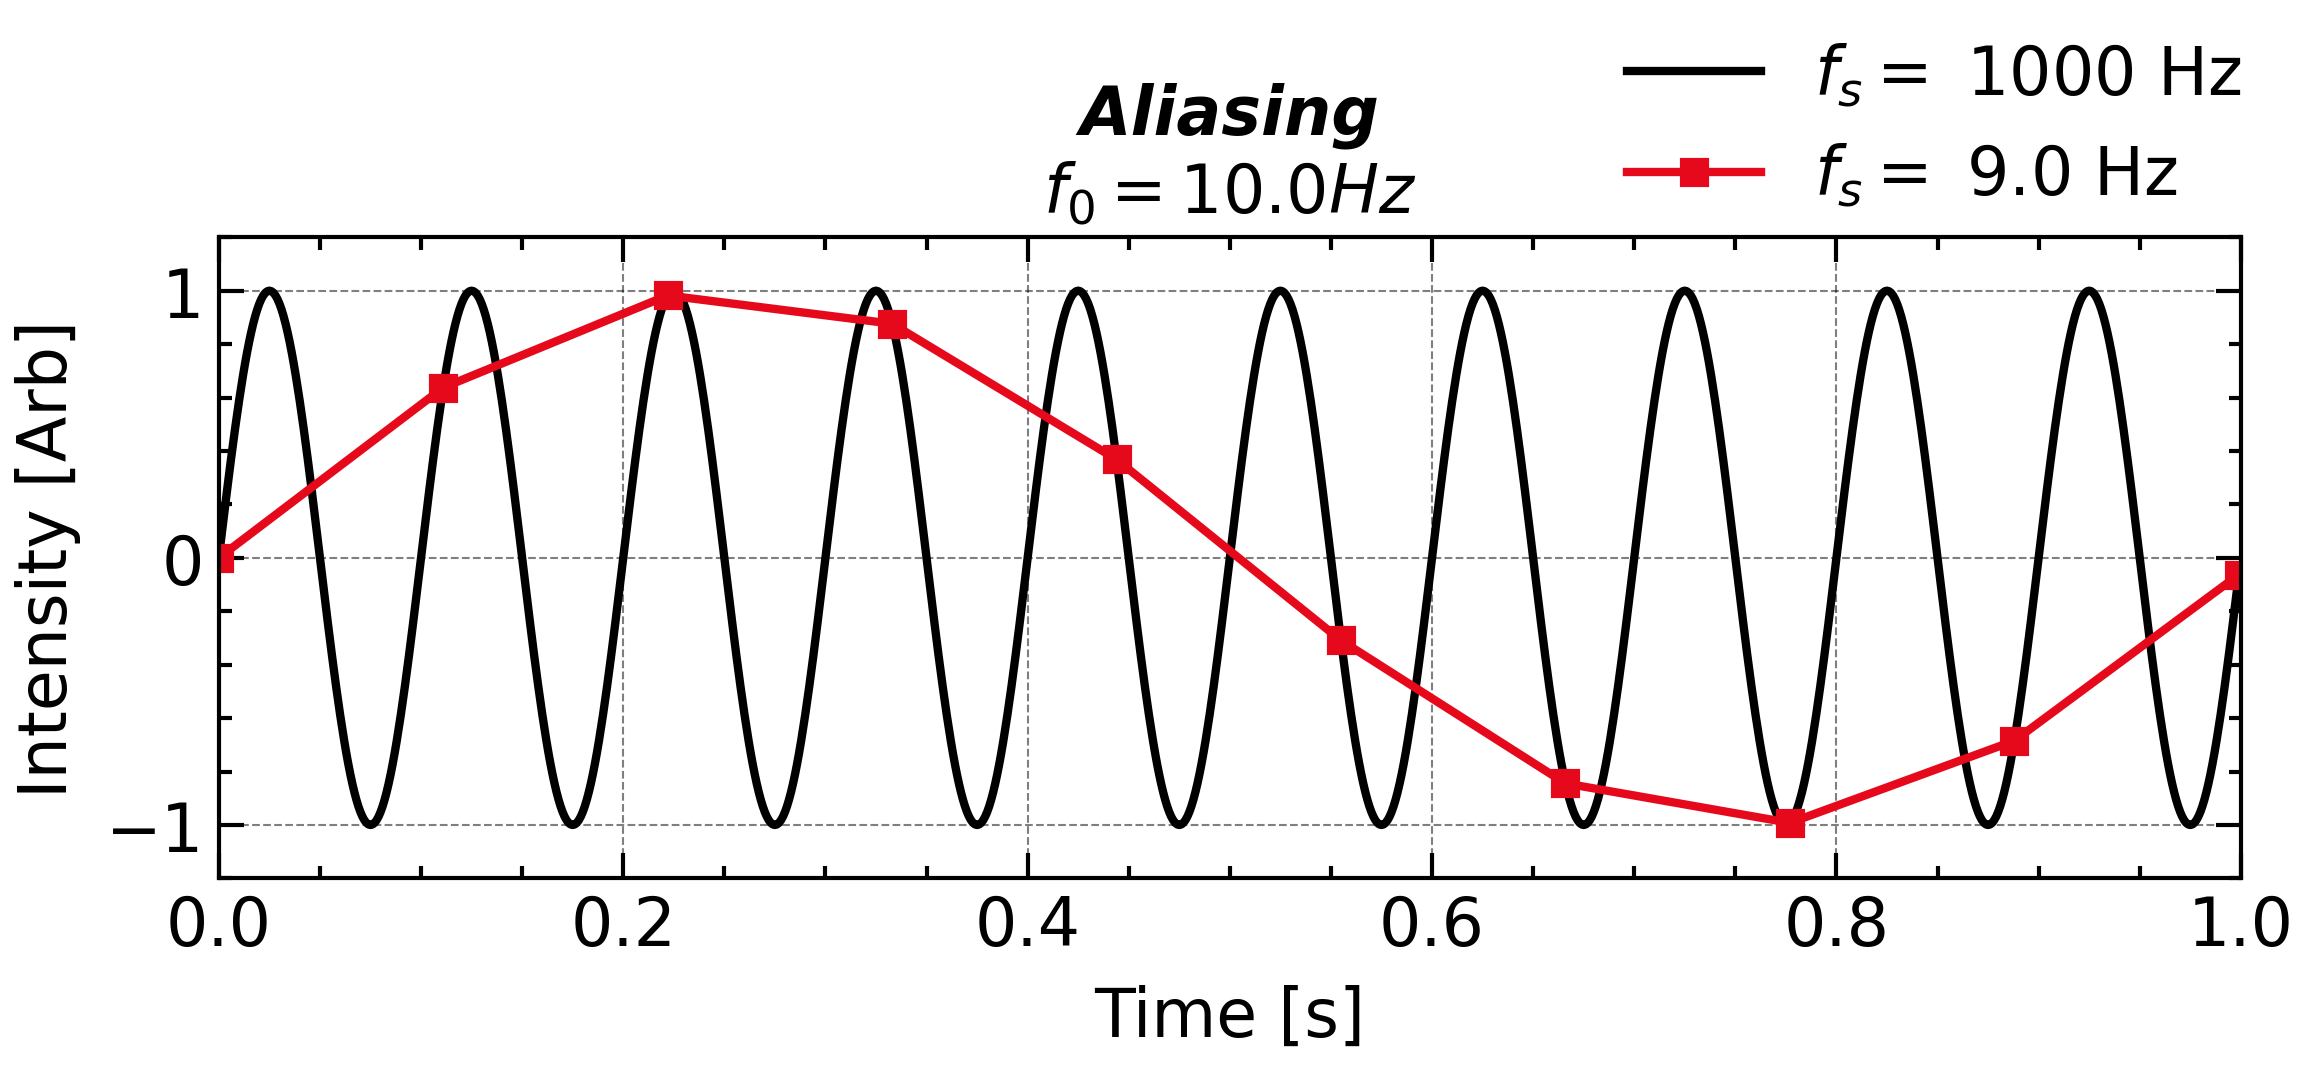 Aliasing
f₀ = 10.0Hz
fₛ = 1000 Hz
fₛ = 9.0 Hz
Intensity [Arb]
1
0
−1
0.0 0.2 0.4 0.6 0.8 1.0
Time [s]